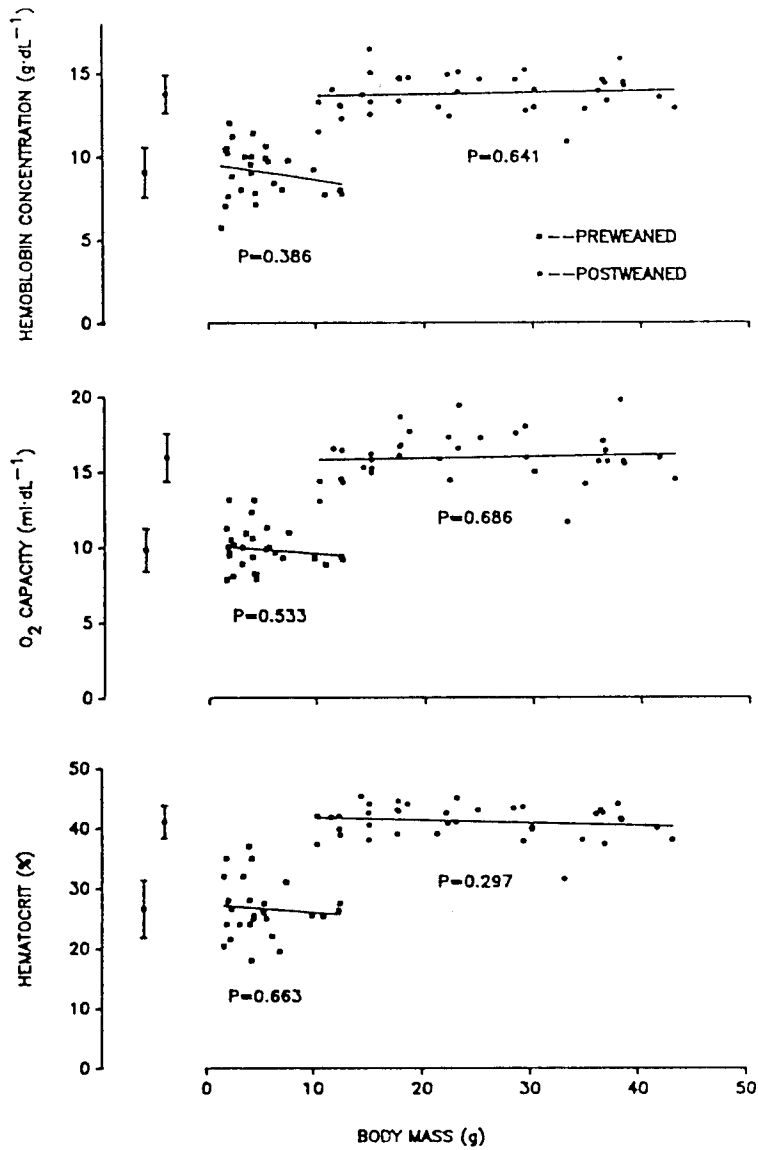 HEMOBLOBIN CONCENTRATION (g·dL⁻¹)
15
10
5
0
P=0.641
P=0.386
■ ––PREWEANED
● ––POSTWEANED
O₂ CAPACITY (ml·dL⁻¹)
20
15
10
5
0
P=0.686
P=0.533
HEMATOCRIT (%)
50
40
30
20
10
0
P=0.297
P=0.663
0 10 20 30 40 50
BODY MASS (g)